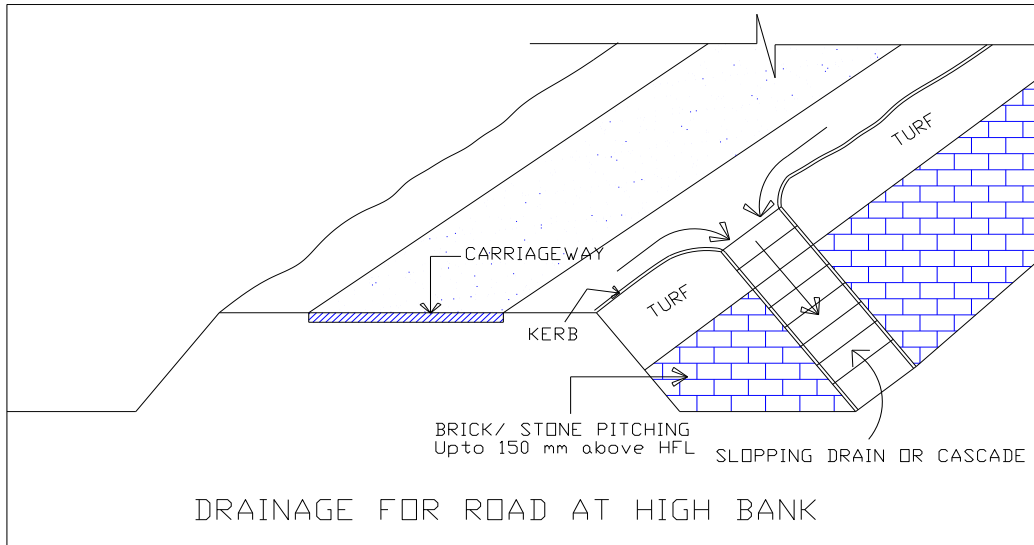 TURF
CARRIAGEWAY
TURF
KERB
BRICK/ STONE PITCHING
Upto 150 mm above HFL
SLOPPING DRAIN OR CASCADE
DRAINAGE FOR ROAD AT HIGH BANK